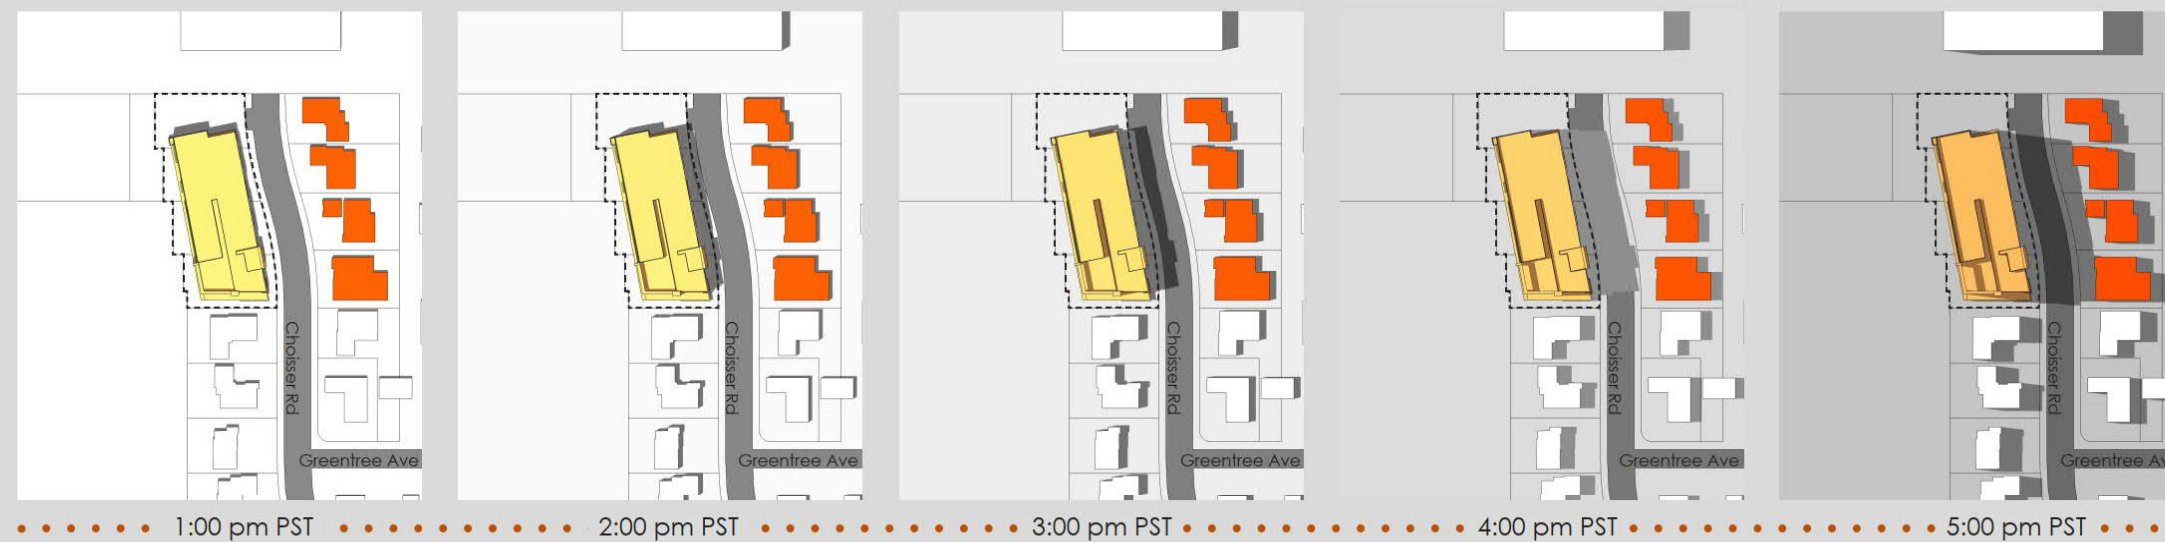 Choisser Rd
Greentree Ave
Choisser Rd
Greentree Ave
Choisser Rd
Greentree Ave
Choisser Rd
Greentree Ave
Choisser Rd
Greentree Av
1:00 pm PST
2:00 pm PST
3:00 pm PST
4:00 pm PST
5:00 pm PST